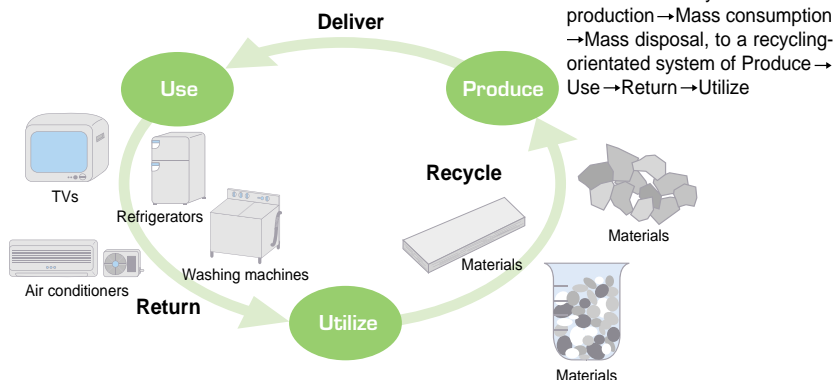 Deliver
production→Mass consumption
→Mass disposal, to a recycling-
orientated system of Produce→
Use→Return→Utilize
Use
Produce
TVs
Refrigerators
Recycle
Washing machines
Air conditioners
Materials
Materials
Return
Utilize
Materials